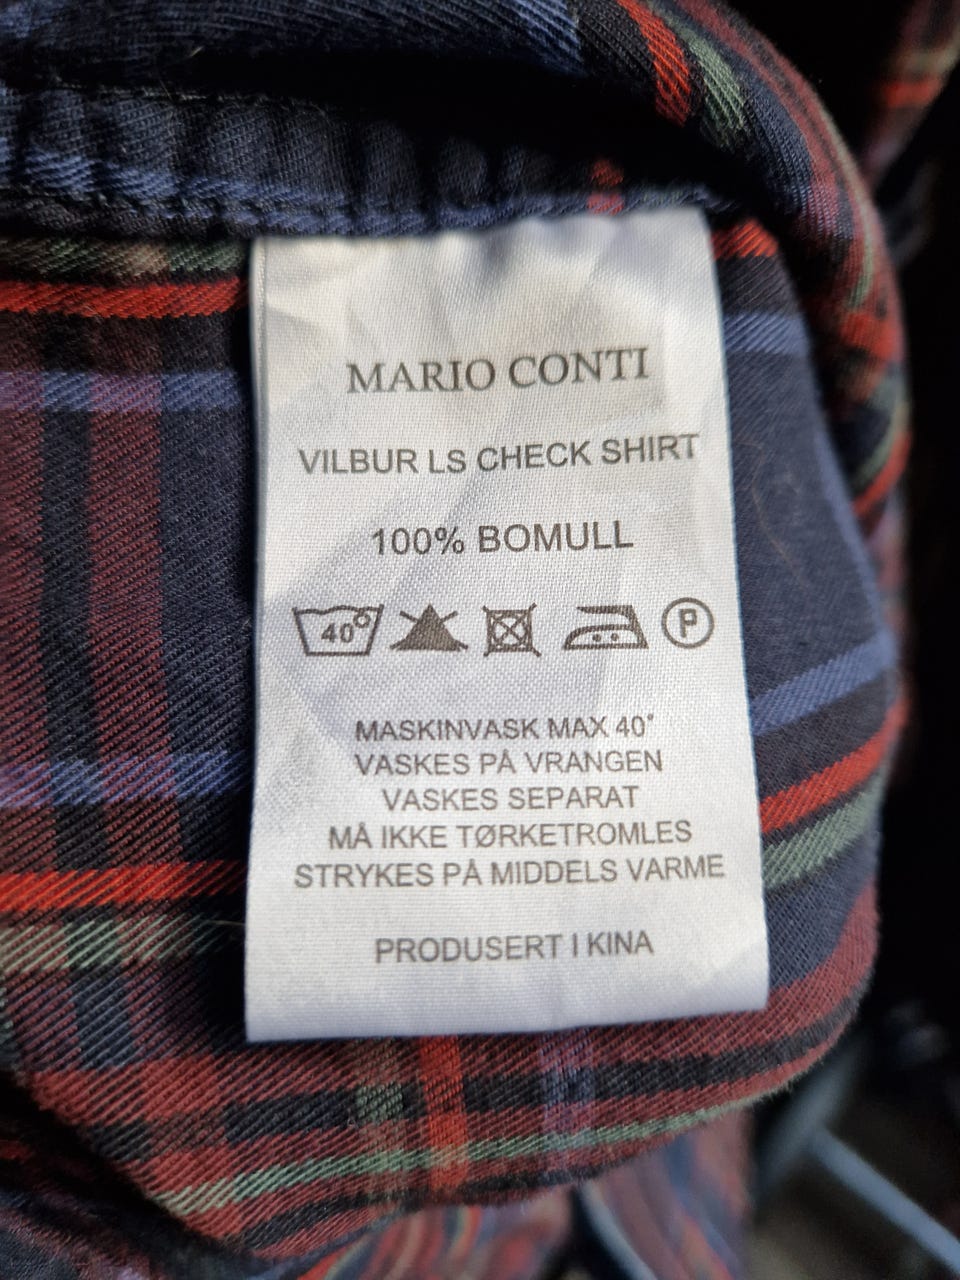 MARIO CONTI
VILBUR LS CHECK SHIRT
100% BOMULL
40° P
MASKINVASK MAX 40°
VASKES PÅ VRANGEN
VASKES SEPARAT
MÅ IKKE TØRKETROMLES
STRYKES PÅ MIDDELS VARME
PRODUSERT I KINA